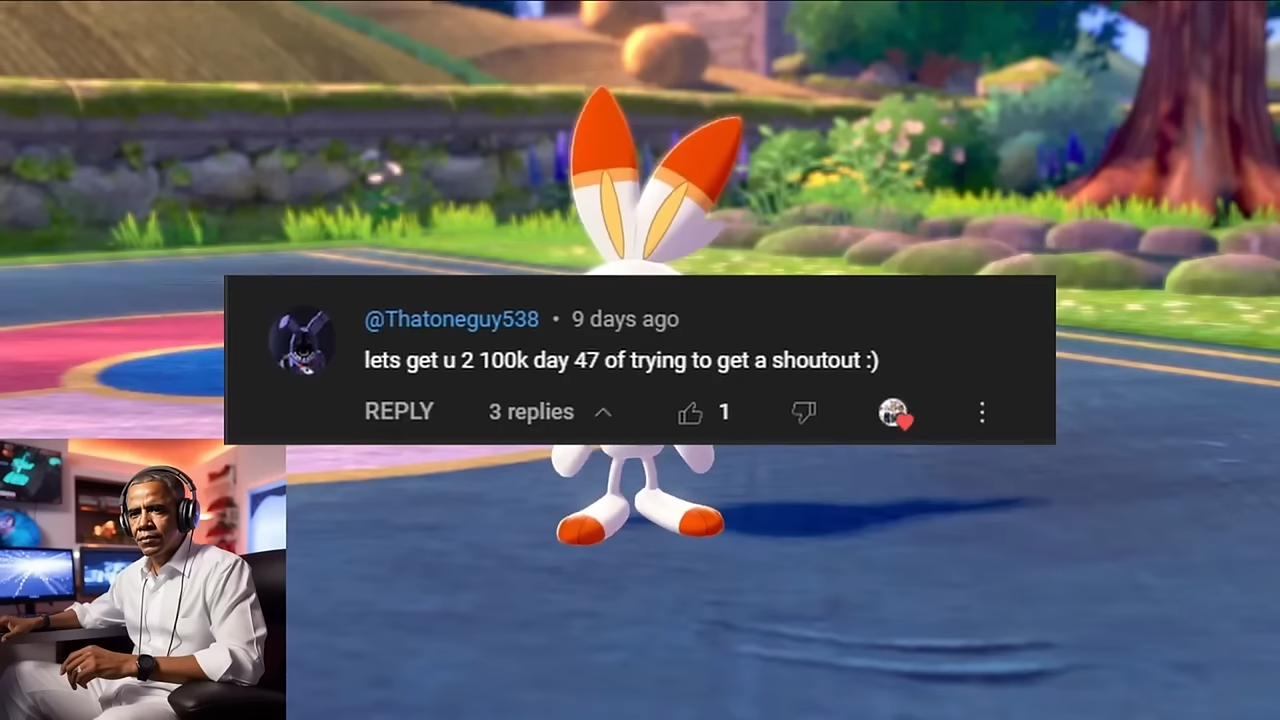 @Thatoneguy538 • 9 days ago
lets get u 2 100k day 47 of trying to get a shoutout :)
REPLY 3 replies 1